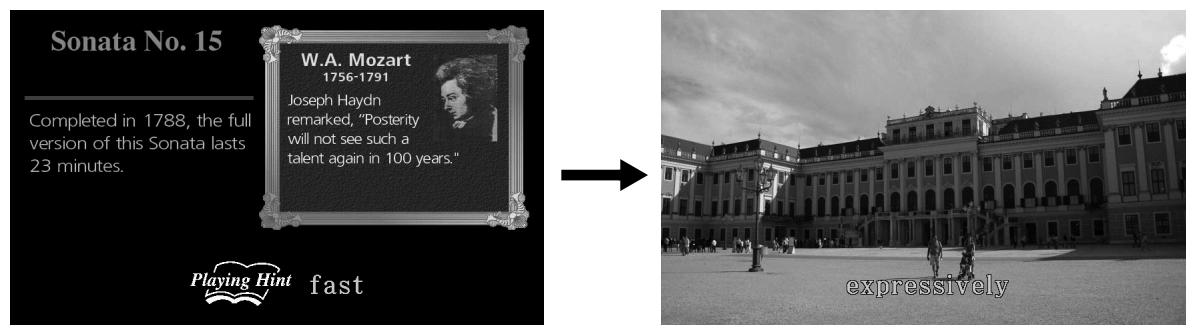 Sonata No. 15
Completed in 1788, the full
version of this Sonata lasts
23 minutes.
W.A. Mozart
1756-1791
Joseph Haydn
remarked, “Posterity
will not see such a
talent again in 100 years."
Playing Hint fast
expressively